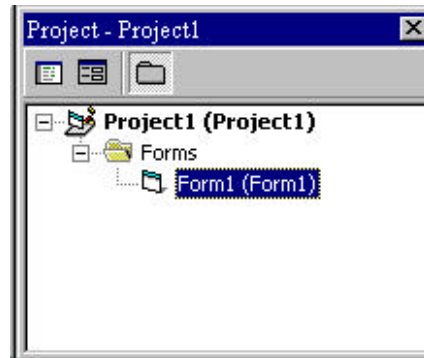 Project - Project1
Project1 (Project1)
Forms
Form1 (Form1)